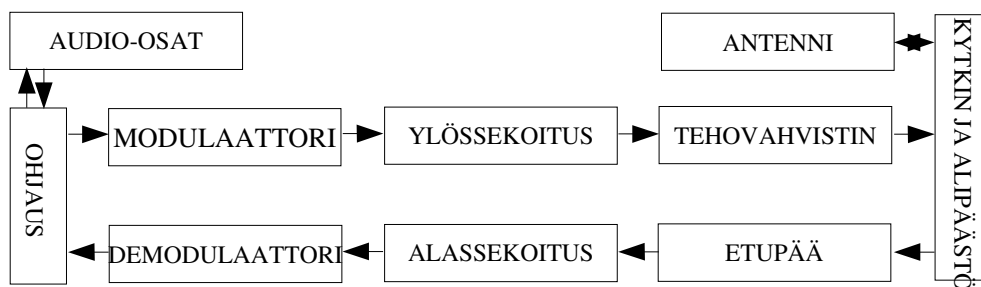 AUDIO-OSAT
ANTENNI
KYTKIN JA ALIPÄÄSTÖ
OHJAUS
MODULAATTORI
YLÖSSEKOITUS
TEHOVAHVISTIN
DEMODULAATTORI
ALASSEKOITUS
ETUPÄÄ